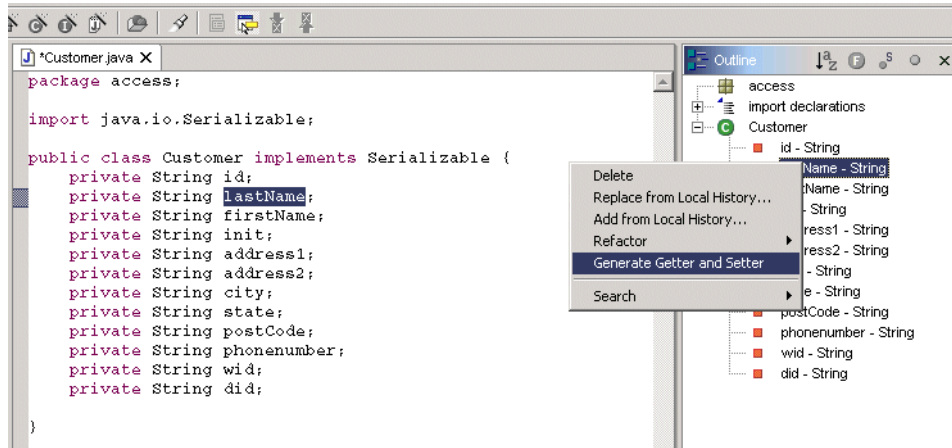 *Customer.java
package access;
import java.io.Serializable;
public class Customer implements Serializable {
private String id;
private String lastName;
private String firstName;
private String init;
private String address1;
private String address2;
private String city;
private String state;
private String postCode;
private String phonenumber;
private String wid;
private String did;
}
Delete
Replace from Local History...
Add from Local History...
Refactor
Generate Getter and Setter
Search
Outline
access
import declarations
Customer
id - String
Name - String
tName - String
- String
ress1 - String
ress2 - String
- String
e - String
postCode - String
phonenumber - String
wid - String
did - String